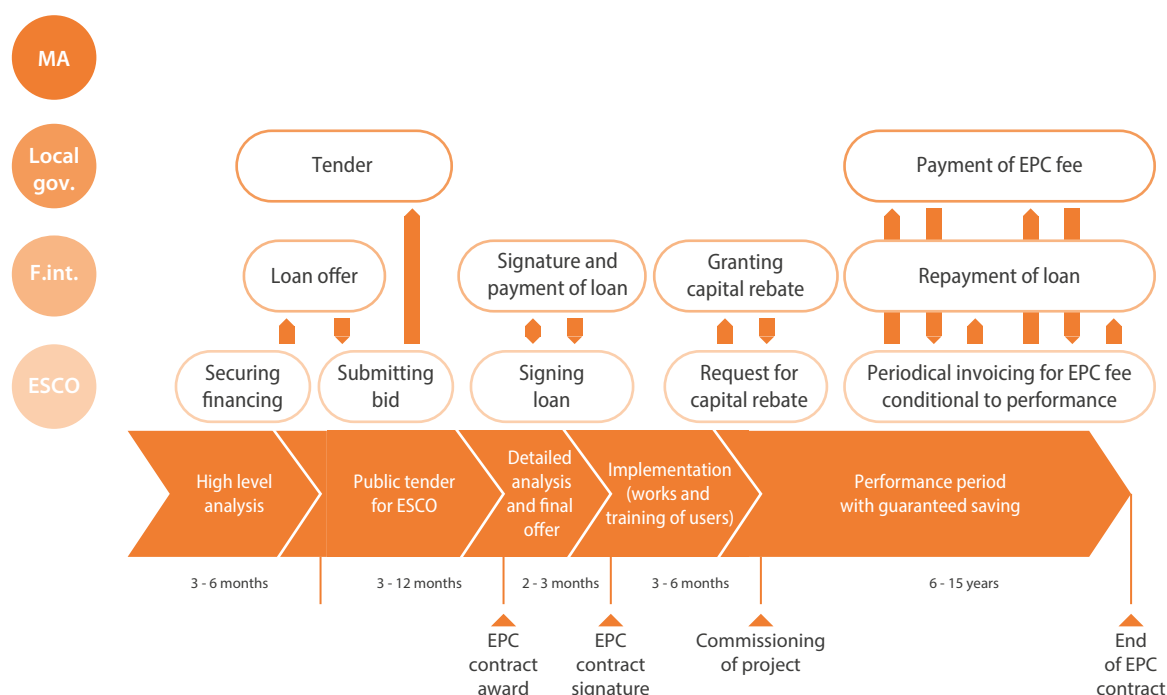 MA
Local
gov.
Tender
Payment of EPC fee
F.int.
Loan offer
Signature and
payment of loan
Granting
capital rebate
Repayment of loan
ESCO
Securing
financing
Submitting
bid
Signing
loan
Request for
capital rebate
Periodical invoicing for EPC fee
conditional to performance
High level
analysis
Public tender
for ESCO
Detailed
analysis
and final
offer
Implementation
(works and
training of users)
Performance period
with guaranteed saving
3 - 6 months
3 - 12 months
2 - 3 months
3 - 6 months
6 - 15 years
EPC
contract
award
EPC
contract
signature
Commissioning
of project
End
of EPC
contract